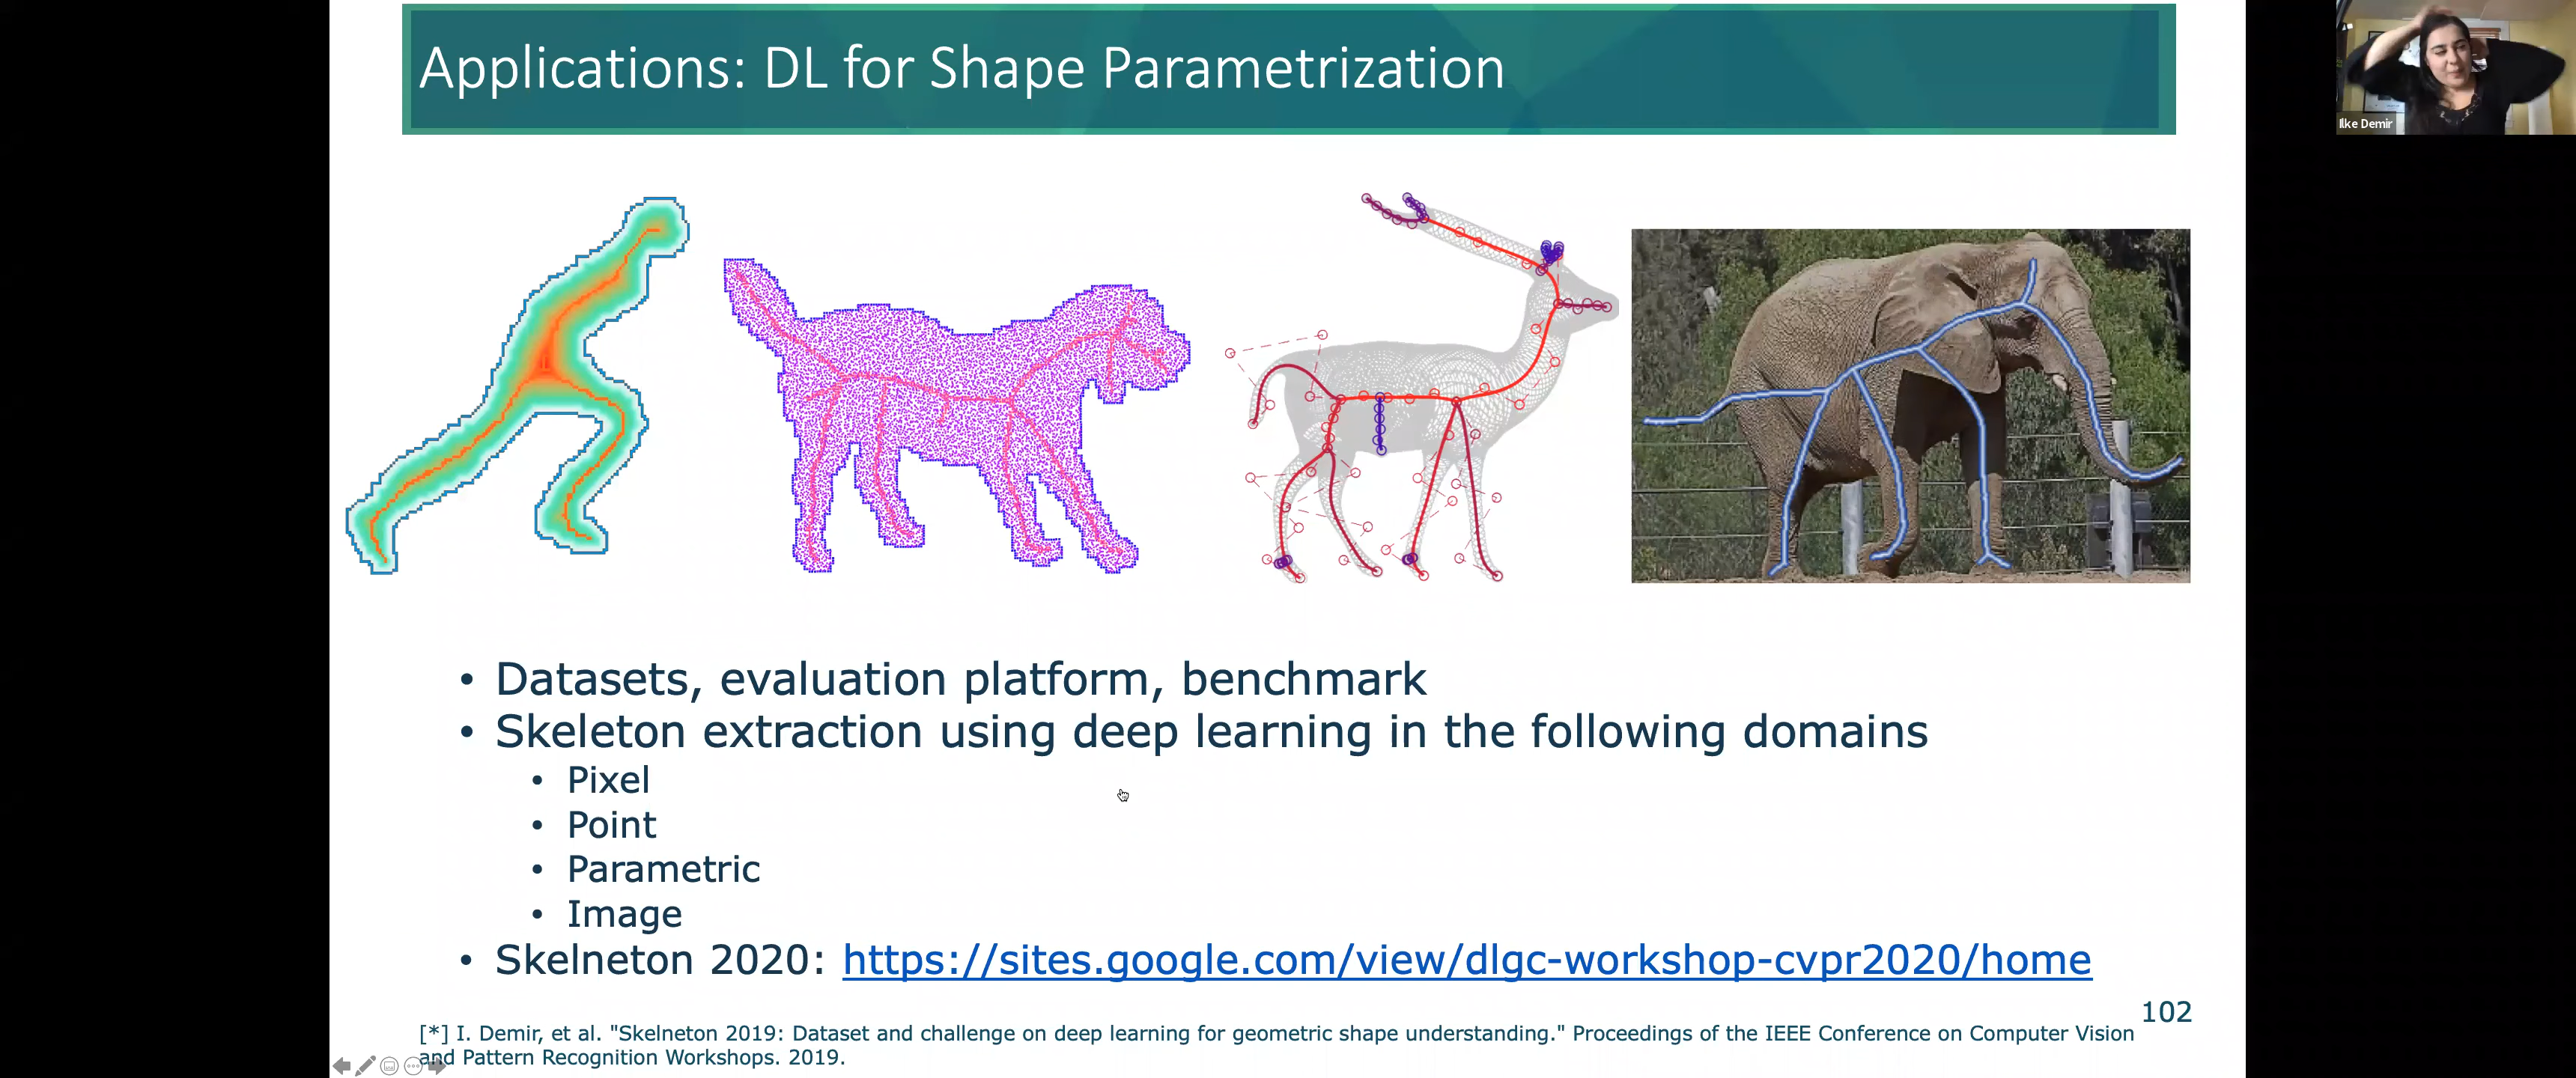 Applications: DL for Shape Parametrization
Ilke Demir
• Datasets, evaluation platform, benchmark
• Skeleton extraction using deep learning in the following domains
• Pixel
• Point
• Parametric
• Image
• Skelneton 2020: https://sites.google.com/view/dlgc-workshop-cvpr2020/home
102
[*] I. Demir, et al. "Skelneton 2019: Dataset and challenge on deep learning for geometric shape understanding." Proceedings of the IEEE Conference on Computer Vision
and Pattern Recognition Workshops. 2019.